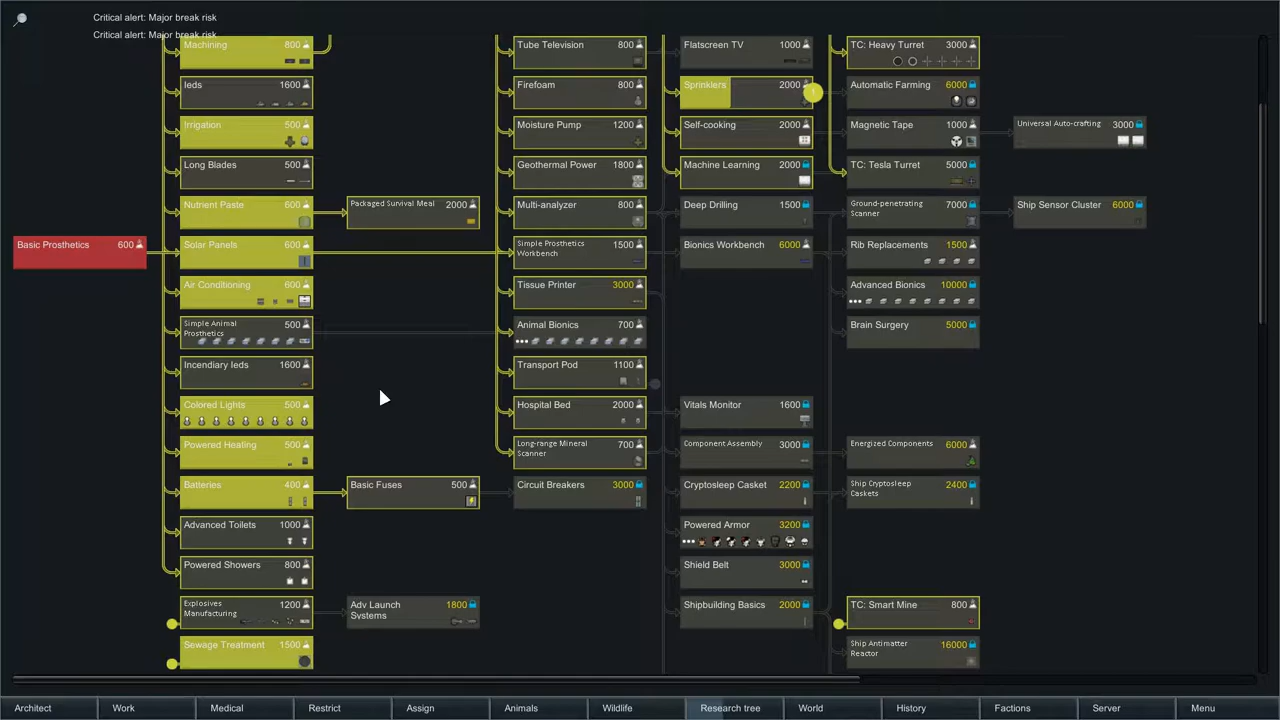 Critical alert: Major break risk
Critical alert: Major break risk
Machining 800
Tube Television 800
Flatscreen TV 1000
TC: Heavy Turret 3000
Ieds 1600
Firefoam 800
Sprinklers 2000
Automatic Farming 6000
Irrigation 500
Moisture Pump 1200
Self-cooking 2000
Magnetic Tape 1000
Universal Auto-crafting 3000
Long Blades 500
Geothermal Power 1800
Machine Learning 2000
TC: Tesla Turret 5000
Nutrient Paste 600
Packaged Survival Meal 2000
Multi-analyzer 800
Deep Drilling 1500
Ground-penetrating
Scanner 7000
Ship Sensor Cluster 6000
Basic Prosthetics 600
Solar Panels 600
Simple Prosthetics
Workbench 1500
Bionics Workbench 6000
Rib Replacements 1500
Air Conditioning 600
Tissue Printer 3000
Advanced Bionics 10000
Simple Animal
Prosthetics 500
Animal Bionics 700
Brain Surgery 5000
Incendiary Ieds 1600
Transport Pod 1100
Colored Lights 500
Hospital Bed 2000
Vitals Monitor 1600
Powered Heating 500
Long-range Mineral
Scanner 700
Component Assembly 3000
Energized Components 6000
Batteries 400
Basic Fuses 500
Circuit Breakers 3000
Cryptosleep Casket 2200
Ship Cryptosleep
Caskets 2400
Advanced Toilets 1000
Powered Armor 3200
Powered Showers 800
Shield Belt 3000
Explosives
Manufacturing 1200
Adv Launch
Systems 1800
Shipbuilding Basics 2000
TC: Smart Mine 800
Sewage Treatment 1500
Ship Antimatter
Reactor 16000
Architect
Work
Medical
Restrict
Assign
Animals
Wildlife
Research tree
World
History
Factions
Server
Menu